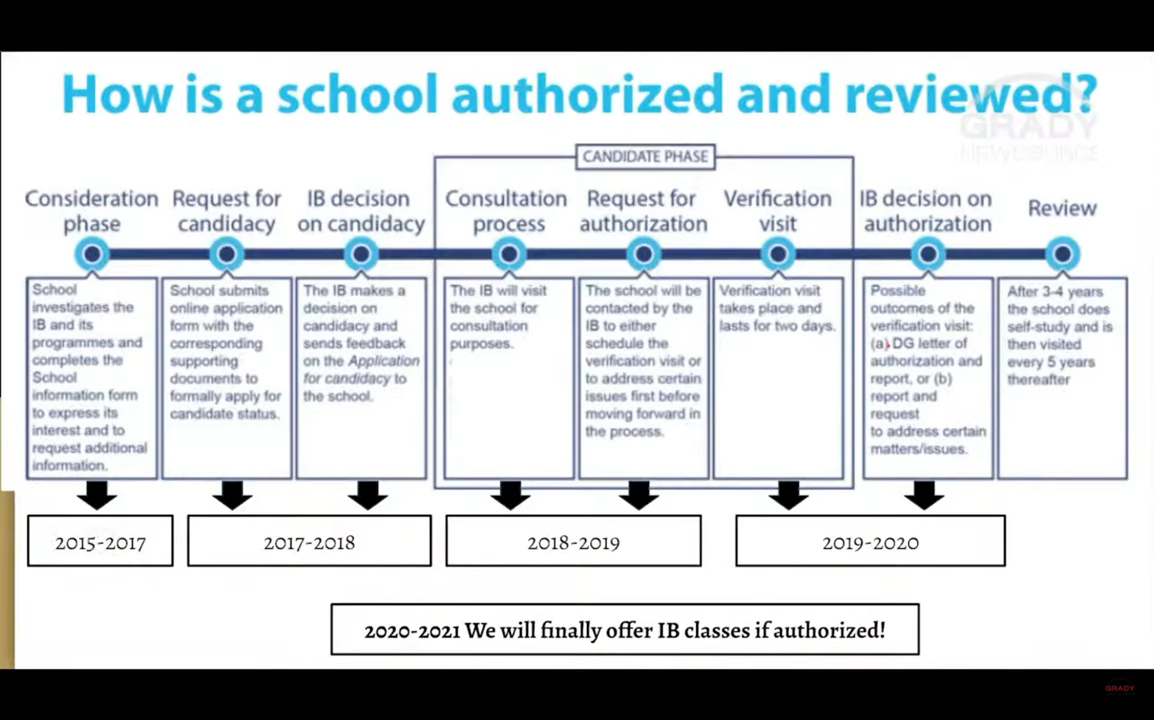 How is a school authorized and reviewed?
GRADY
NEWSOURCE
CANDIDATE PHASE
Consideration
phase
Request for
candidacy
IB decision
on candidacy
Consultation
process
Request for
authorization
Verification
visit
IB decision on
authorization
Review
School
investigates the
IB and its
programmes and
completes the
School
information form
to express its
interest and to
request additional
information.
School submits
online application
form with the
corresponding
supporting
documents to
formally apply for
candidate status.
The IB makes a
decision on
candidacy and
sends feedback
on the Application
for candidacy to
the school.
The IB will visit
the school for
consultation
purposes.
The school will be
contacted by the
IB to either
schedule the
verification visit or
to address certain
issues first before
moving forward in
the process.
Verification visit
takes place and
lasts for two days.
Possible
outcomes of the
verification visit:
(a) DG letter of
authorization and
report, or (b)
report and
request
to address certain
matters/issues.
After 3-4 years
the school does
self-study and is
then visited
every 5 years
thereafter
2015-2017
2017-2018
2018-2019
2019-2020
2020-2021 We will finally offer IB classes if authorized!
GRADY